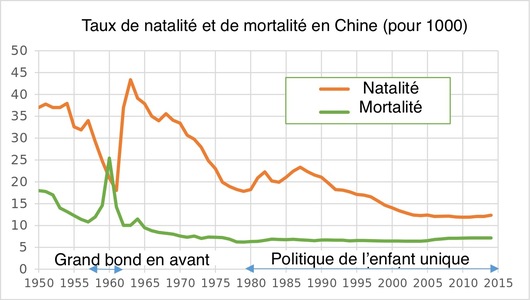 Taux de natalité et de mortalité en Chine (pour 1000)
50
45
40
35
30
25
20
15
10
5
0
Natalité
Mortalité
Grand bond en avant
Politique de l’enfant unique
1950 1955 1960 1965 1970 1975 1980 1985 1990 1995 2000 2005 2010 2015